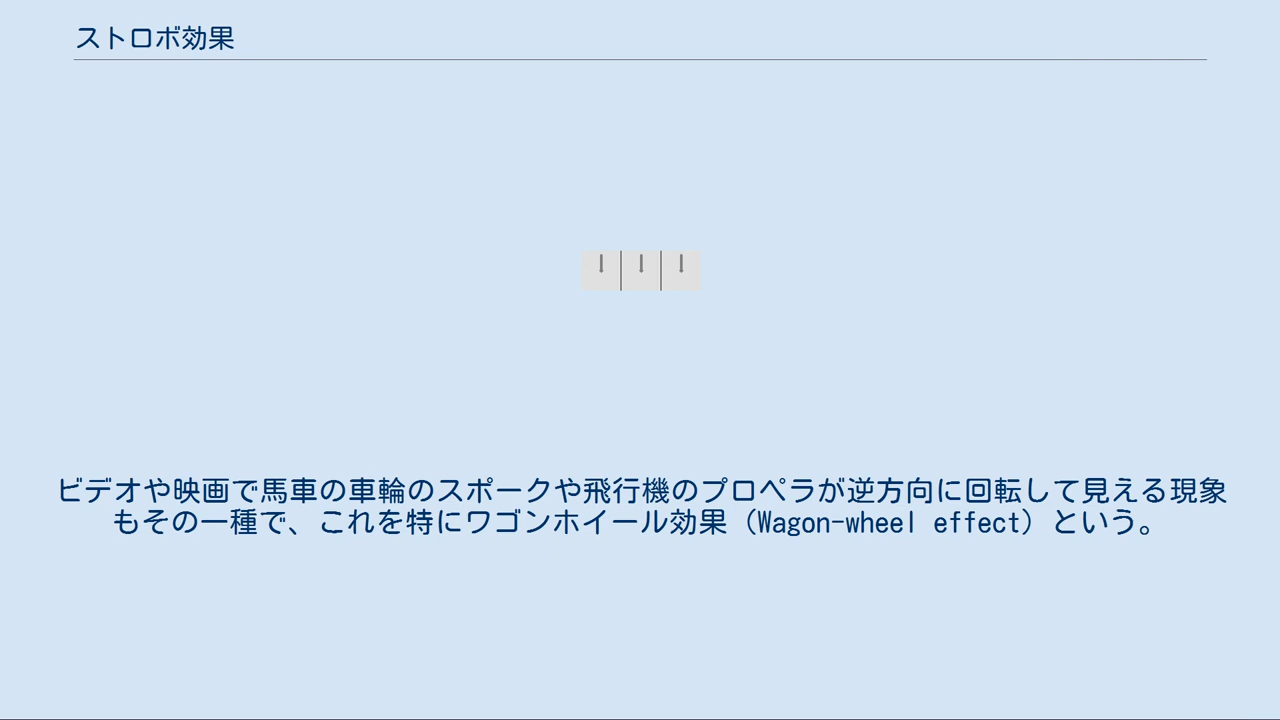 ストロボ効果
ビデオや映画で馬車の車輪のスポークや飛行機のプロペラが逆方向に回転して見える現象
もその一種で、これを特にワゴンホイール効果（Wagon-wheel effect）という。